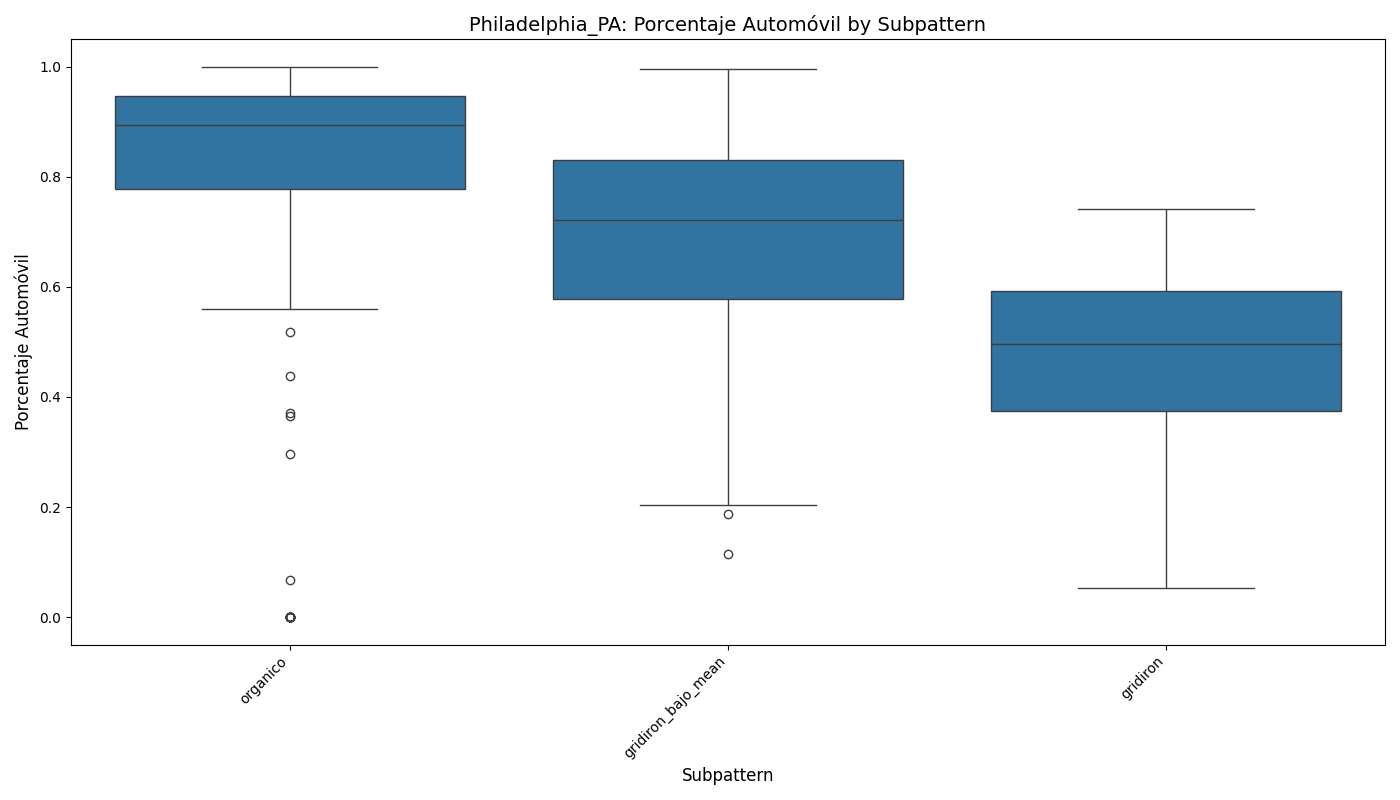 Philadelphia_PA: Porcentaje Automóvil by Subpattern
Porcentaje Automóvil
1.0
0.8
0.6
0.4
0.2
0.0
organico
gridiron_bajo_mean
gridiron
Subpattern